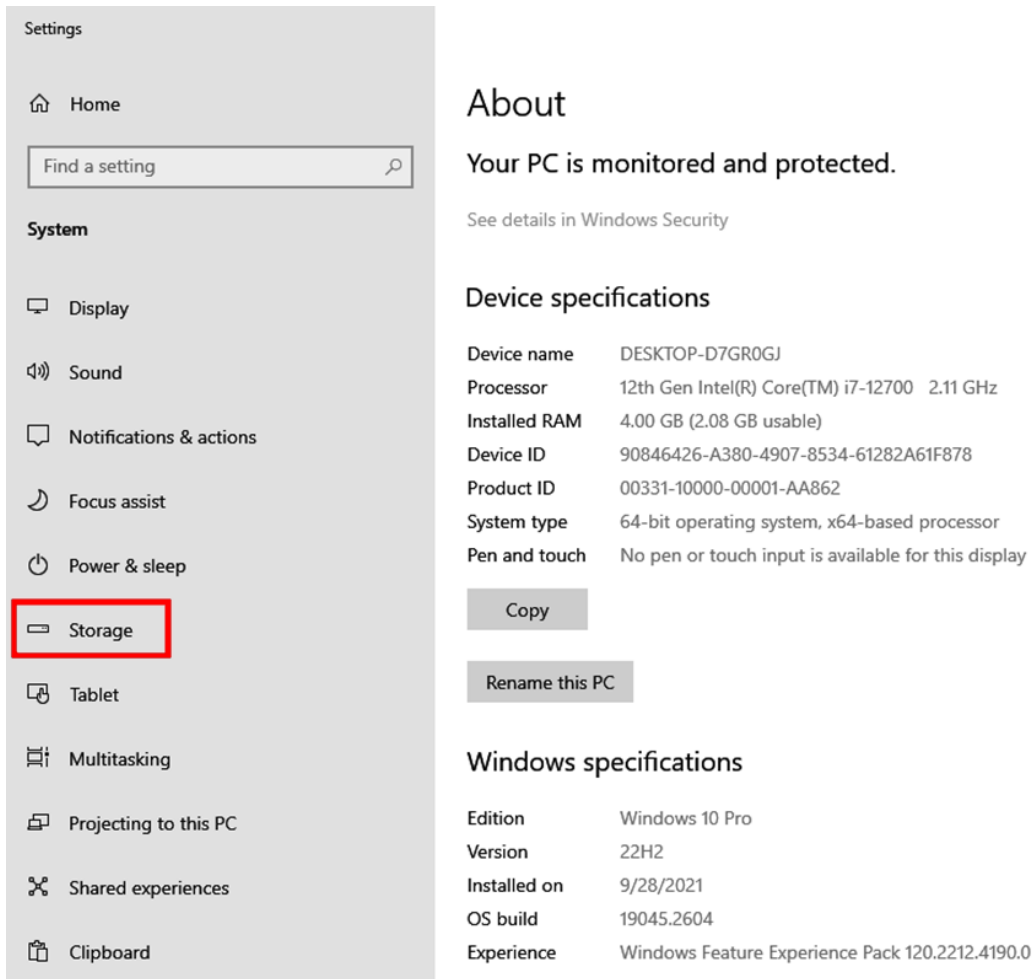 Settings
Home
Find a setting
System
Display
Sound
Notifications & actions
Focus assist
Power & sleep
Storage
Tablet
Multitasking
Projecting to this PC
Shared experiences
Clipboard
About
Your PC is monitored and protected.
See details in Windows Security
Device specifications
Device name DESKTOP-D7GR0GJ
Processor 12th Gen Intel(R) Core(TM) i7-12700 2.11 GHz
Installed RAM 4.00 GB (2.08 GB usable)
Device ID 90846426-A380-4907-8534-61282A61F878
Product ID 00331-10000-00001-AA862
System type 64-bit operating system, x64-based processor
Pen and touch No pen or touch input is available for this display
Copy
Rename this PC
Windows specifications
Edition Windows 10 Pro
Version 22H2
Installed on 9/28/2021
OS build 19045.2604
Experience Windows Feature Experience Pack 120.2212.4190.0